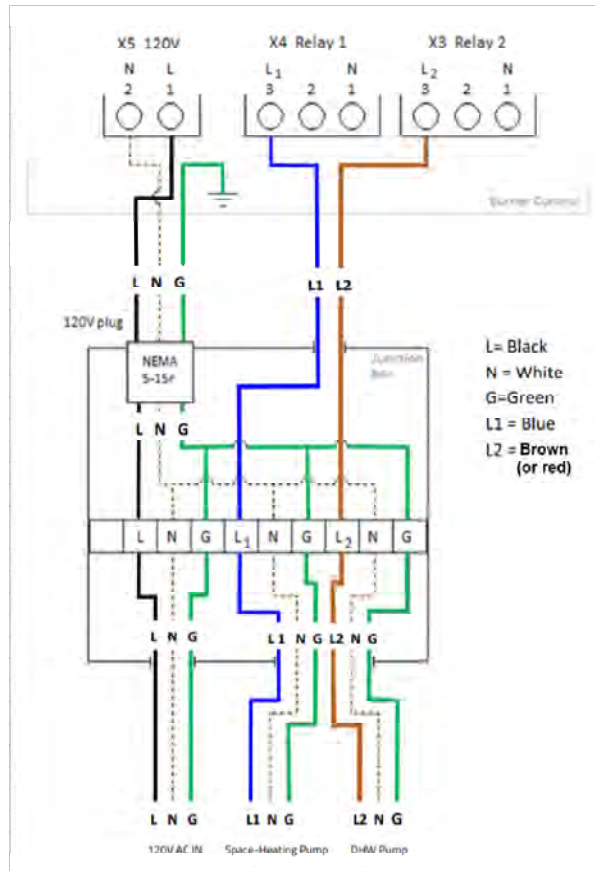 X5 120V X4 Relay 1 X3 Relay 2
N L L1 N L2 N
2 1 3 2 1 3 2 1
Burner Control
L N G L1 L2
120V plug
NEMA
5-15r
Junction
Box
L= Black
N = White
G=Green
L1 = Blue
L2 = Brown
(or red)
L N G
L N G L1 N G L2 N G
L N G L1 N G L2 N G
L N G L1 N G L2 N G
120V AC IN Space-Heating Pump DHW Pump